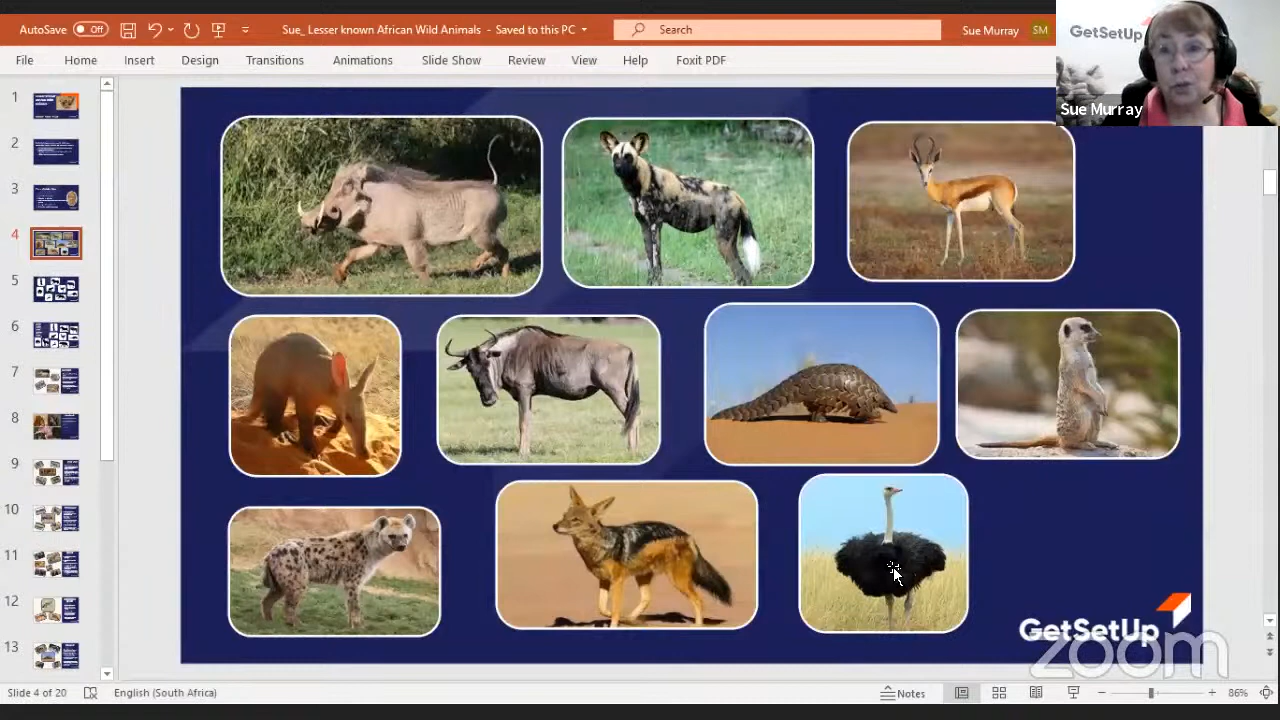 AutoSave Off Sue_ Lesser known African Wild Animals - Saved to this PC Search Sue Murray SM
GetSetUp
Sue Murray
File Home Insert Design Transitions Animations Slide Show Review View Help Foxit PDF
1
2
3
4
5
6
7
8
9
10
11
12
13
GetSetUp
zoom
Slide 4 of 20 English (South Africa) Notes 86%